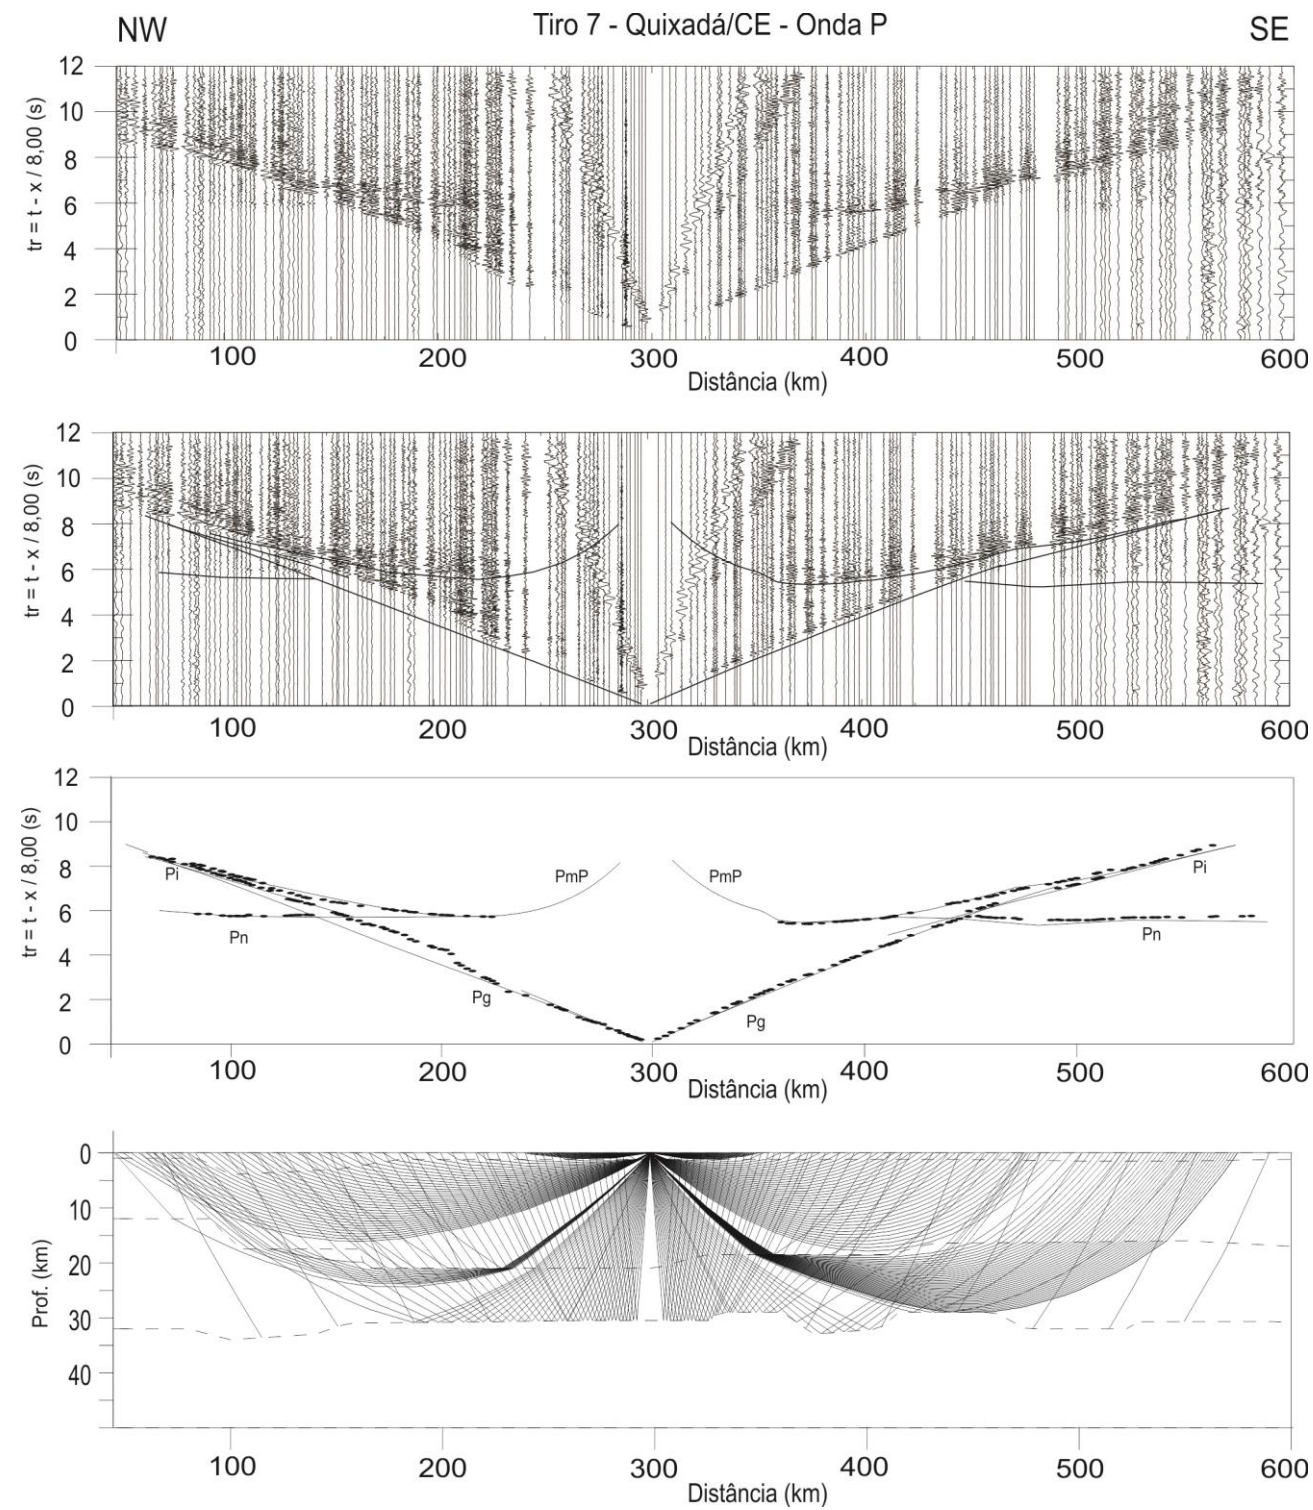 NW Tiro 7 - Quixadá/CE - Onda P SE
tr = t - x / 8,00 (s)
12
10
8
6
4
2
0
100 200 300 400 500 600
Distância (km)
tr = t - x / 8,00 (s)
12
10
8
6
4
2
0
100 200 300 400 500 600
Distância (km)
tr = t - x / 8,00 (s)
12
10
8
6
4
2
0
Pi PmP PmP Pi
Pn Pn
Pg Pg
100 200 300 400 500 600
Distância (km)
Prof. (km)
0
10
20
30
40
100 200 300 400 500 600
Distância (km)